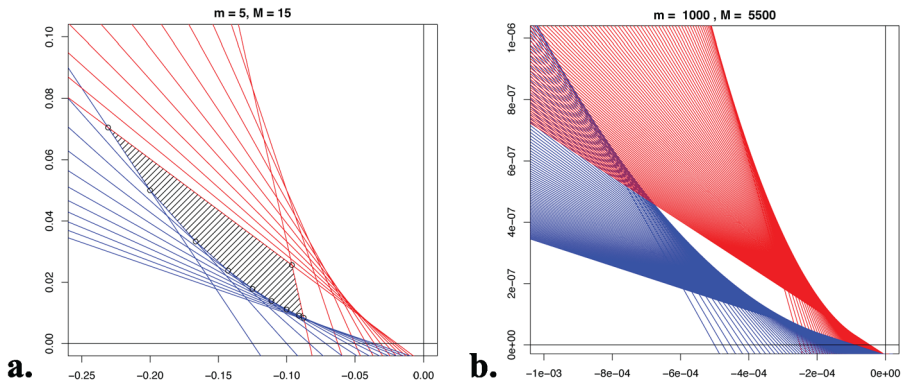 m = 5, M = 15
0.10
0.08
0.06
0.04
0.02
0.00
−0.25 −0.20 −0.15 −0.10 −0.05 0.00
a.
m = 1000 , M = 5500
1e−06
8e−07
6e−07
4e−07
2e−07
0e+00
−1e−03 −8e−04 −6e−04 −4e−04 −2e−04 0e+00
b.